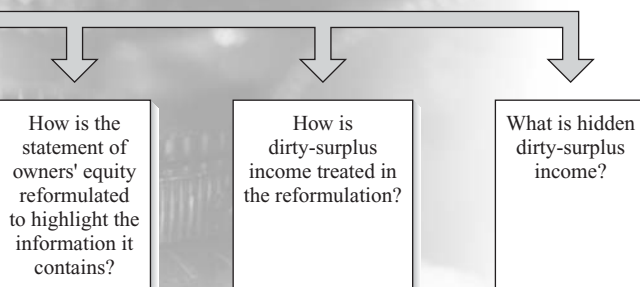 How is the
statement of
owners' equity
reformulated
to highlight the
information it
contains?
How is
dirty-surplus
income treated in
the reformulation?
What is hidden
dirty-surplus
income?